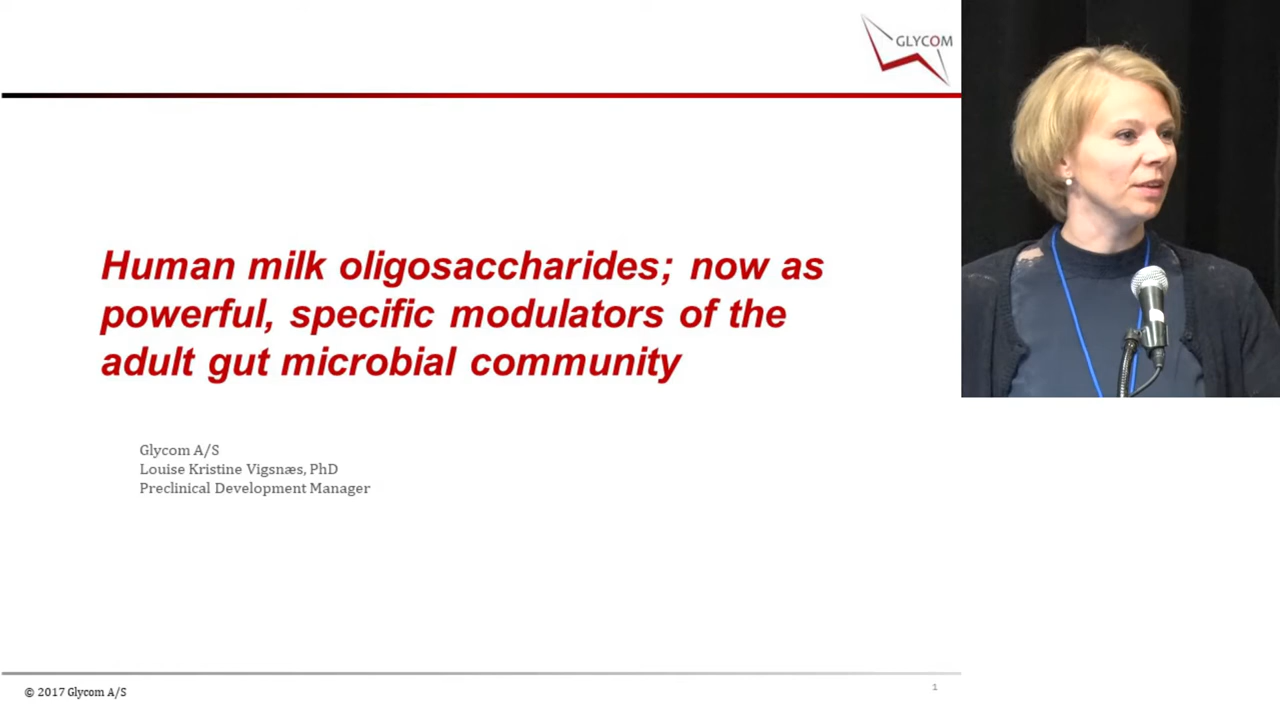 GLYCOM
Human milk oligosaccharides; now as
powerful, specific modulators of the
adult gut microbial community
Glycom A/S
Louise Kristine Vigsnæs, PhD
Preclinical Development Manager
© 2017 Glycom A/S
1